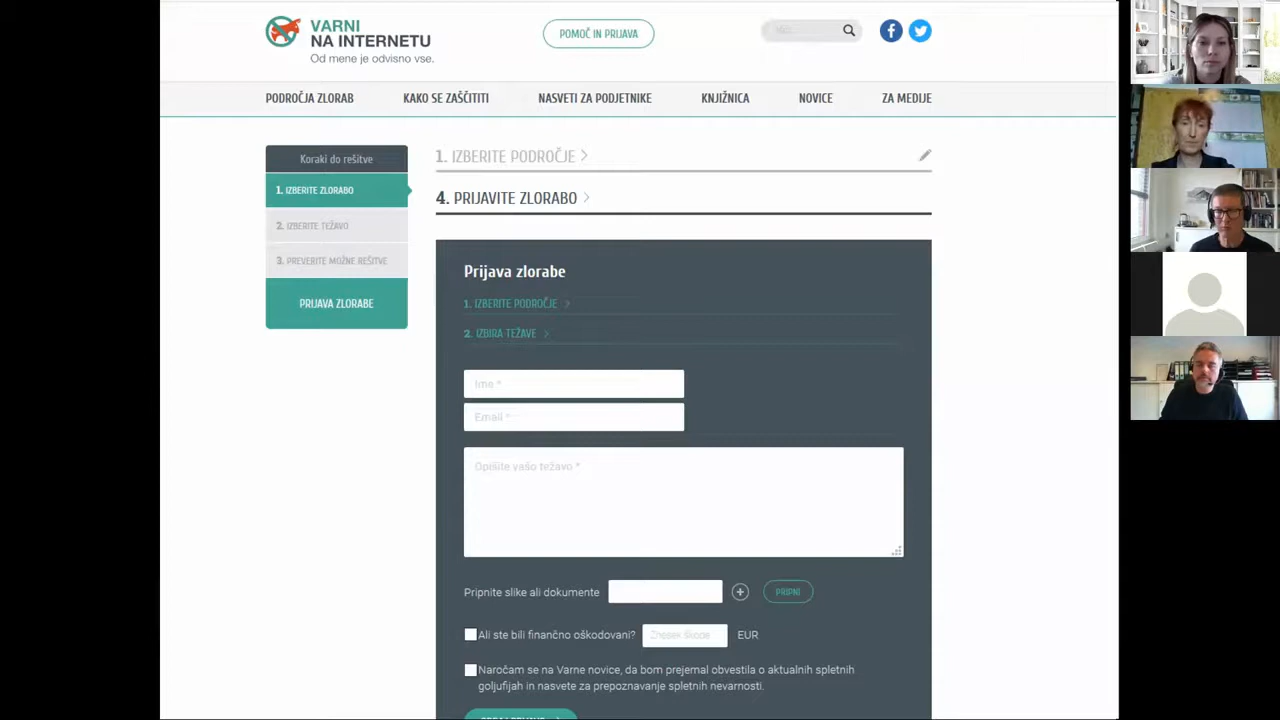 VARNI
NA INTERNETU
Od mene je odvisno vse.
POMOČ IN PRIJAVA
PODROČJA ZLORAB
KAKO SE ZAŠČITITI
NASVETI ZA PODJETNIKE
KNJIŽNICA
NOVICE
ZA MEDIJE
Koraki do rešitve
1. IZBERITE ZLORABO
2. IZBERITE TEŽAVO
3. PREVERITE MOŽNE REŠITVE
PRIJAVA ZLORABE
1. IZBERITE PODROČJE
4. PRIJAVITE ZLORABO
Prijava zlorabe
1. IZBERITE PODROČJE
2. IZBIRA TEŽAVE
Ime *
Email *
Opišite vašo težavo *
Pripnite slike ali dokumente
PRIPNI
Ali ste bili finančno oškodovani?
Znesek škode
EUR
Naročam se na Varne novice, da bom prejemal obvestila o aktualnih spletnih
goljufijah in nasvete za prepoznavanje spletnih nevarnosti.